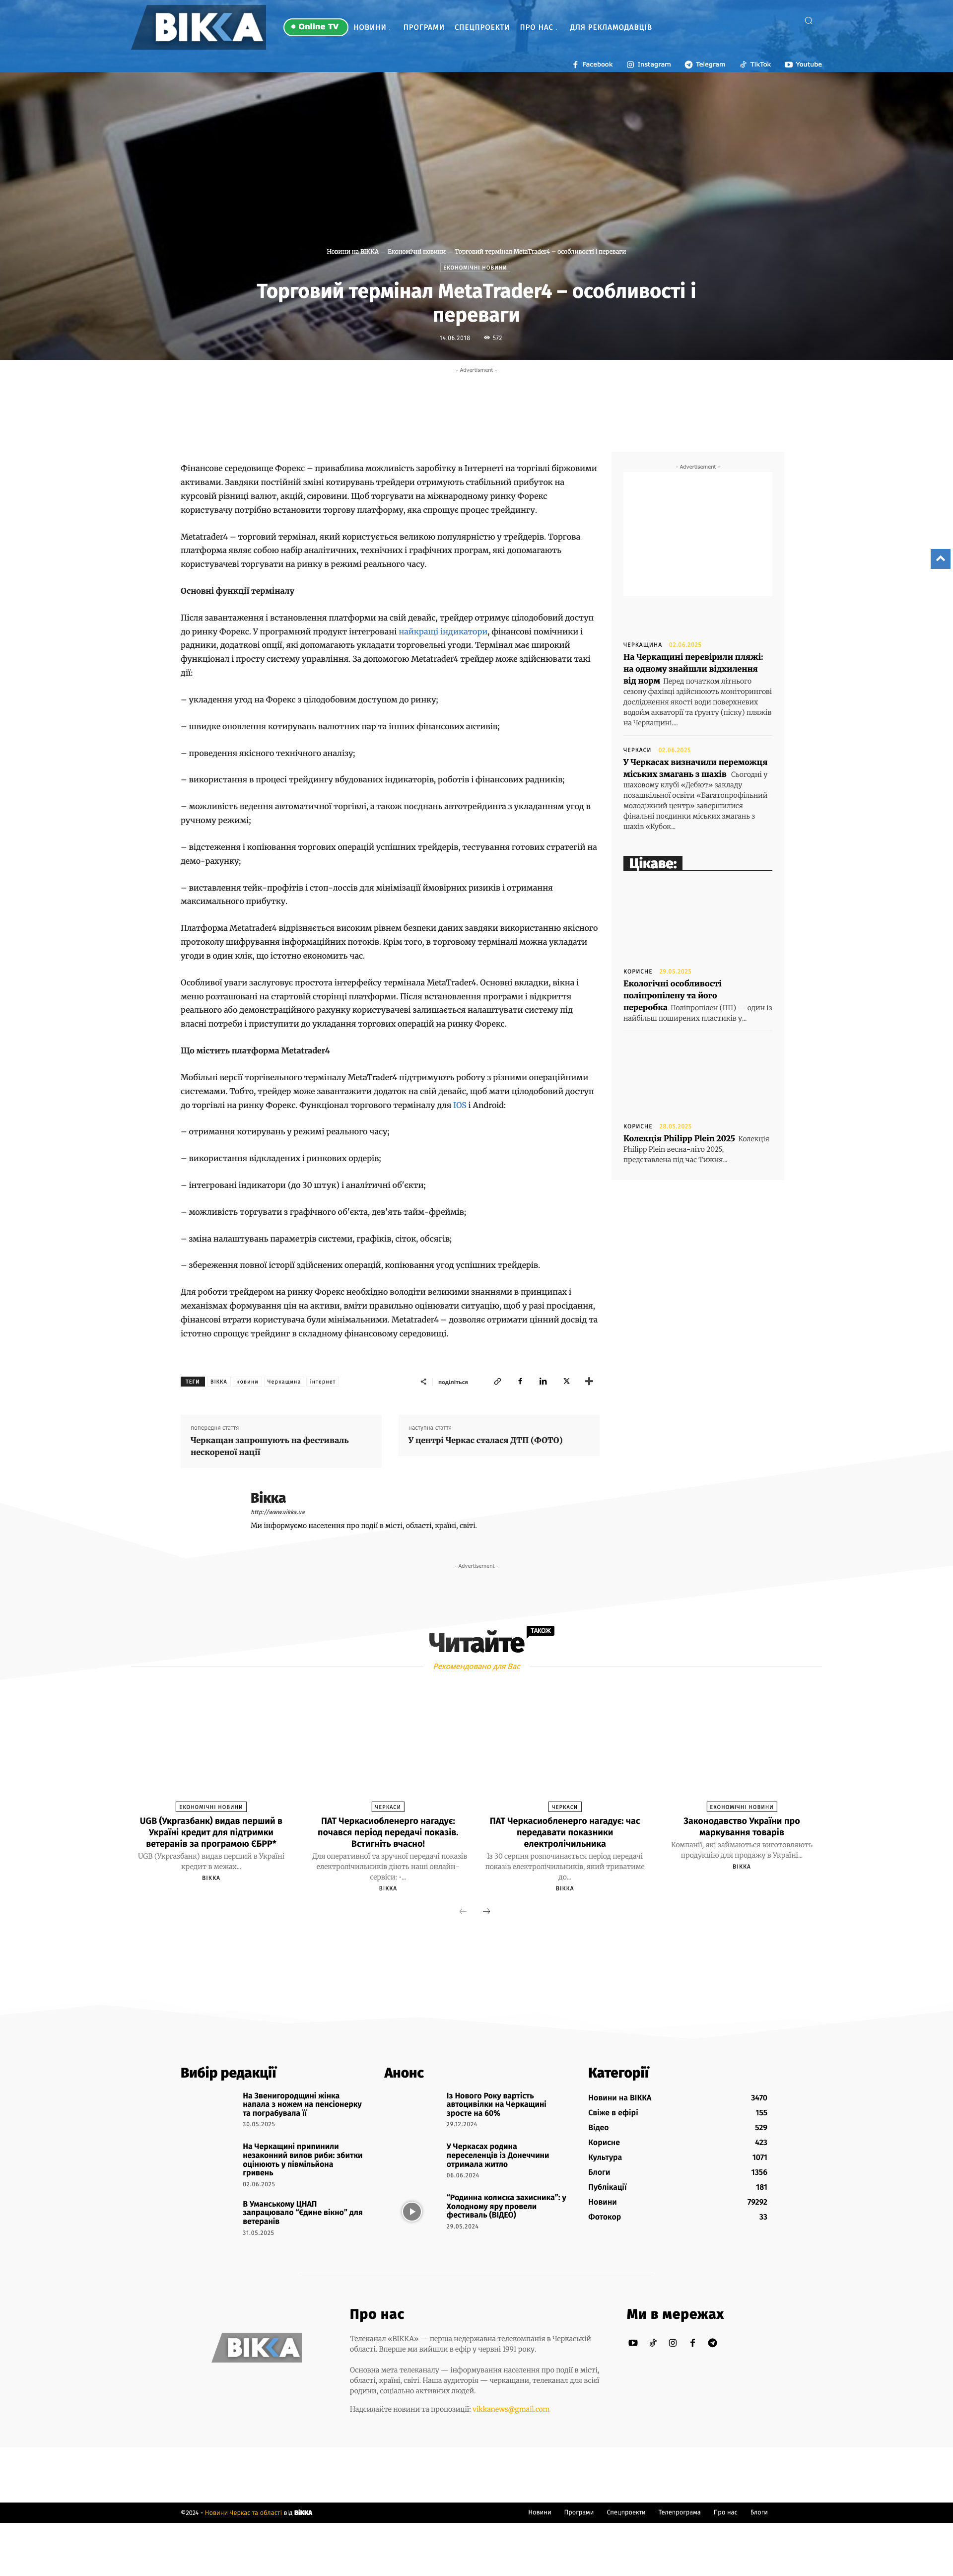 ВІККА
Online TV
НОВИНИ
ПРОГРАМИ
СПЕЦПРОЕКТИ
ПРО НАС
ДЛЯ РЕКЛАМОДАВЦІВ
Facebook
Instagram
Telegram
TikTok
Youtube
Новини на ВІККА
Економічні новини
Торговий термінал MetaTrader4 – особливості і переваги
ЕКОНОМІЧНІ НОВИНИ
Торговий термінал MetaTrader4 – особливості і
переваги
14.06.2018
572
- Advertisment -
Фінансове середовище Форекс – приваблива можливість заробітку в Інтернеті на торгівлі біржовими
активами. Завдяки постійній зміні котирувань трейдери отримують стабільний прибуток на
курсовій різниці валют, акцій, сировини. Щоб торгувати на міжнародному ринку Форекс
користувачу потрібно встановити торгову платформу, яка спрощує процес трейдингу.
Metatrader4 – торговий термінал, який користується великою популярністю у трейдерів. Торгова
платформа являє собою набір аналітичних, технічних і графічних програм, які допомагають
користувачеві торгувати на ринку в режимі реального часу.
Основні функції терміналу
Після завантаження і встановлення платформи на свій девайс, трейдер отримує цілодобовий доступ
до ринку Форекс. У програмний продукт інтегровані найкращі індикатори, фінансові помічники і
радники, додаткові опції, які допомагають укладати торговельні угоди. Термінал має широкий
функціонал і просту систему управління. За допомогою Metatrader4 трейдер може здійснювати такі
дії:
– укладення угод на Форекс з цілодобовим доступом до ринку;
– швидке оновлення котирувань валютних пар та інших фінансових активів;
– проведення якісного технічного аналізу;
– використання в процесі трейдингу вбудованих індикаторів, роботів і фінансових радників;
– можливість ведення автоматичної торгівлі, а також поєднань автотрейдинга з укладанням угод в
ручному режимі;
– відстеження і копіювання торгових операцій успішних трейдерів, тестування готових стратегій на
демо-рахунку;
– виставлення тейк-профітів і стоп-лоссів для мінімізації ймовірних ризиків і отримання
максимального прибутку.
Платформа Metatrader4 відрізняється високим рівнем безпеки даних завдяки використанню якісного
протоколу шифрування інформаційних потоків. Крім того, в торговому терміналі можна укладати
угоди в один клік, що істотно економить час.
Особливої уваги заслуговує простота інтерфейсу термінала MetaTrader4. Основні вкладки, вікна і
меню розташовані на стартовій сторінці платформи. Після встановлення програми і відкриття
реального або демонстраційного рахунку користувачеві залишається налаштувати систему під
власні потреби і приступити до укладання торгових операцій на ринку Форекс.
Що містить платформа Metatrader4
Мобільні версії торгівельного терміналу MetaTrader4 підтримують роботу з різними операційними
системами. Тобто, трейдер може завантажити додаток на свій девайс, щоб мати цілодобовий доступ
до торгівлі на ринку Форекс. Функціонал торгового терміналу для IOS і Android:
– отримання котирувань у режимі реального часу;
– використання відкладених і ринкових ордерів;
– інтегровані індикатори (до 30 штук) і аналітичні об'єкти;
– можливість торгувати з графічного об'єкта, дев'ять тайм-фреймів;
– зміна налаштувань параметрів системи, графіків, сіток, обсягів;
– збереження повної історії здійснених операцій, копіювання угод успішних трейдерів.
Для роботи трейдером на ринку Форекс необхідно володіти великими знаннями в принципах і
механізмах формування цін на активи, вміти правильно оцінювати ситуацію, щоб у разі просідання,
фінансові втрати користувача були мінімальними. Metatrader4 – дозволяє отримати цінний досвід та
істотно спрощує трейдинг в складному фінансовому середовищі.
- Advertisement -
ЧЕРКАЩИНА 02.06.2025
На Черкащині перевірили пляжі:
на одному знайшли відхилення
від норм Перед початком літнього
сезону фахівці здійснюють моніторингові
дослідження якості води поверхневих
водойм акваторії та ґрунту (піску) пляжів
на Черкащині....
ЧЕРКАСИ 02.06.2025
У Черкасах визначили переможця
міських змагань з шахів Сьогодні у
шаховому клубі «Дебют» закладу
позашкільної освіти «Багатопрофільний
молодіжний центр» завершилися
фінальні поєдинки міських змагань з
шахів «Кубок...
Цікаве:
КОРИСНЕ 29.05.2025
Екологічні особливості
поліпропілену та його
переробка Поліпропілен (ПП) — один із
найбільш поширених пластиків у...
КОРИСНЕ 28.05.2025
Колекція Philipp Plein 2025 Колекція
Philipp Plein весна-літо 2025,
представлена під час Тижня...
ТЕГИ ВІККА новини Черкащина інтернет
поділіться
попередня стаття
Черкащан запрошують на фестиваль
нескореної нації
наступна стаття
У центрі Черкас сталася ДТП (ФОТО)
Вікка
http://www.vikka.ua
Ми інформуємо населення про події в місті, області, країні, світі.
- Advertisement -
Читайте
ТАКОЖ
Рекомендовано для Вас
ЕКОНОМІЧНІ НОВИНИ
UGB (Укргазбанк) видав перший в
Україні кредит для підтримки
ветеранів за програмою ЄБРР*
UGB (Укргазбанк) видав перший в Україні
кредит в межах...
ВІККА
ЧЕРКАСИ
ПАТ Черкасиобленерго нагадує:
почався період передачі показів.
Встигніть вчасно!
Для оперативної та зручної передачі показів
електролічильників діють наші онлайн-
сервіси: -...
ВІККА
ЧЕРКАСИ
ПАТ Черкасиобленерго нагадує: час
передавати показники
електролічильника
Із 30 серпня розпочинається період передачі
показів електролічильників, який триватиме
до...
ВІККА
ЕКОНОМІЧНІ НОВИНИ
Законодавство України про
маркування товарів
Компанії, які займаються виготовляють
продукцію для продажу в Україні...
ВІККА
Вибір редакції
На Звенигородщині жінка
напала з ножем на пенсіонерку
та пограбувала її
30.05.2025
На Черкащині припинили
незаконний вилов риби: збитки
оцінюють у півмільйона
гривень
02.06.2025
В Уманському ЦНАП
запрацювало "Єдине вікно" для
ветеранів
31.05.2025
Анонс
Із Нового Року вартість
автоцивілки на Черкащині
зросте на 60%
29.12.2024
У Черкасах родина
переселенців із Донеччини
отримала житло
06.06.2024
"Родинна колиска захисника": у
Холодному яру провели
фестиваль (ВІДЕО)
29.05.2024
Категорії
Новини на ВІККА 3470
Свіже в ефірі 155
Відео 529
Корисне 423
Культура 1071
Блоги 1356
Публікації 181
Новини 79292
Фотокор 33
ВІККА
Про нас
Телеканал «ВІККА» — перша недержавна телекомпанія в Черкаській
області. Вперше ми вийшли в ефір у червні 1991 року.
Основна мета телеканалу — інформування населення про події в місті,
області, країні, світі. Наша аудиторія — черкащани, телеканал для всієї
родини, соціально активних людей.
Надсилайте новини та пропозиції: vikkanews@gmail.com
Ми в мережах
©2024 - Новини Черкас та області від ВІККА
Новини
Програми
Спецпроекти
Телепрограма
Про нас
Блоги